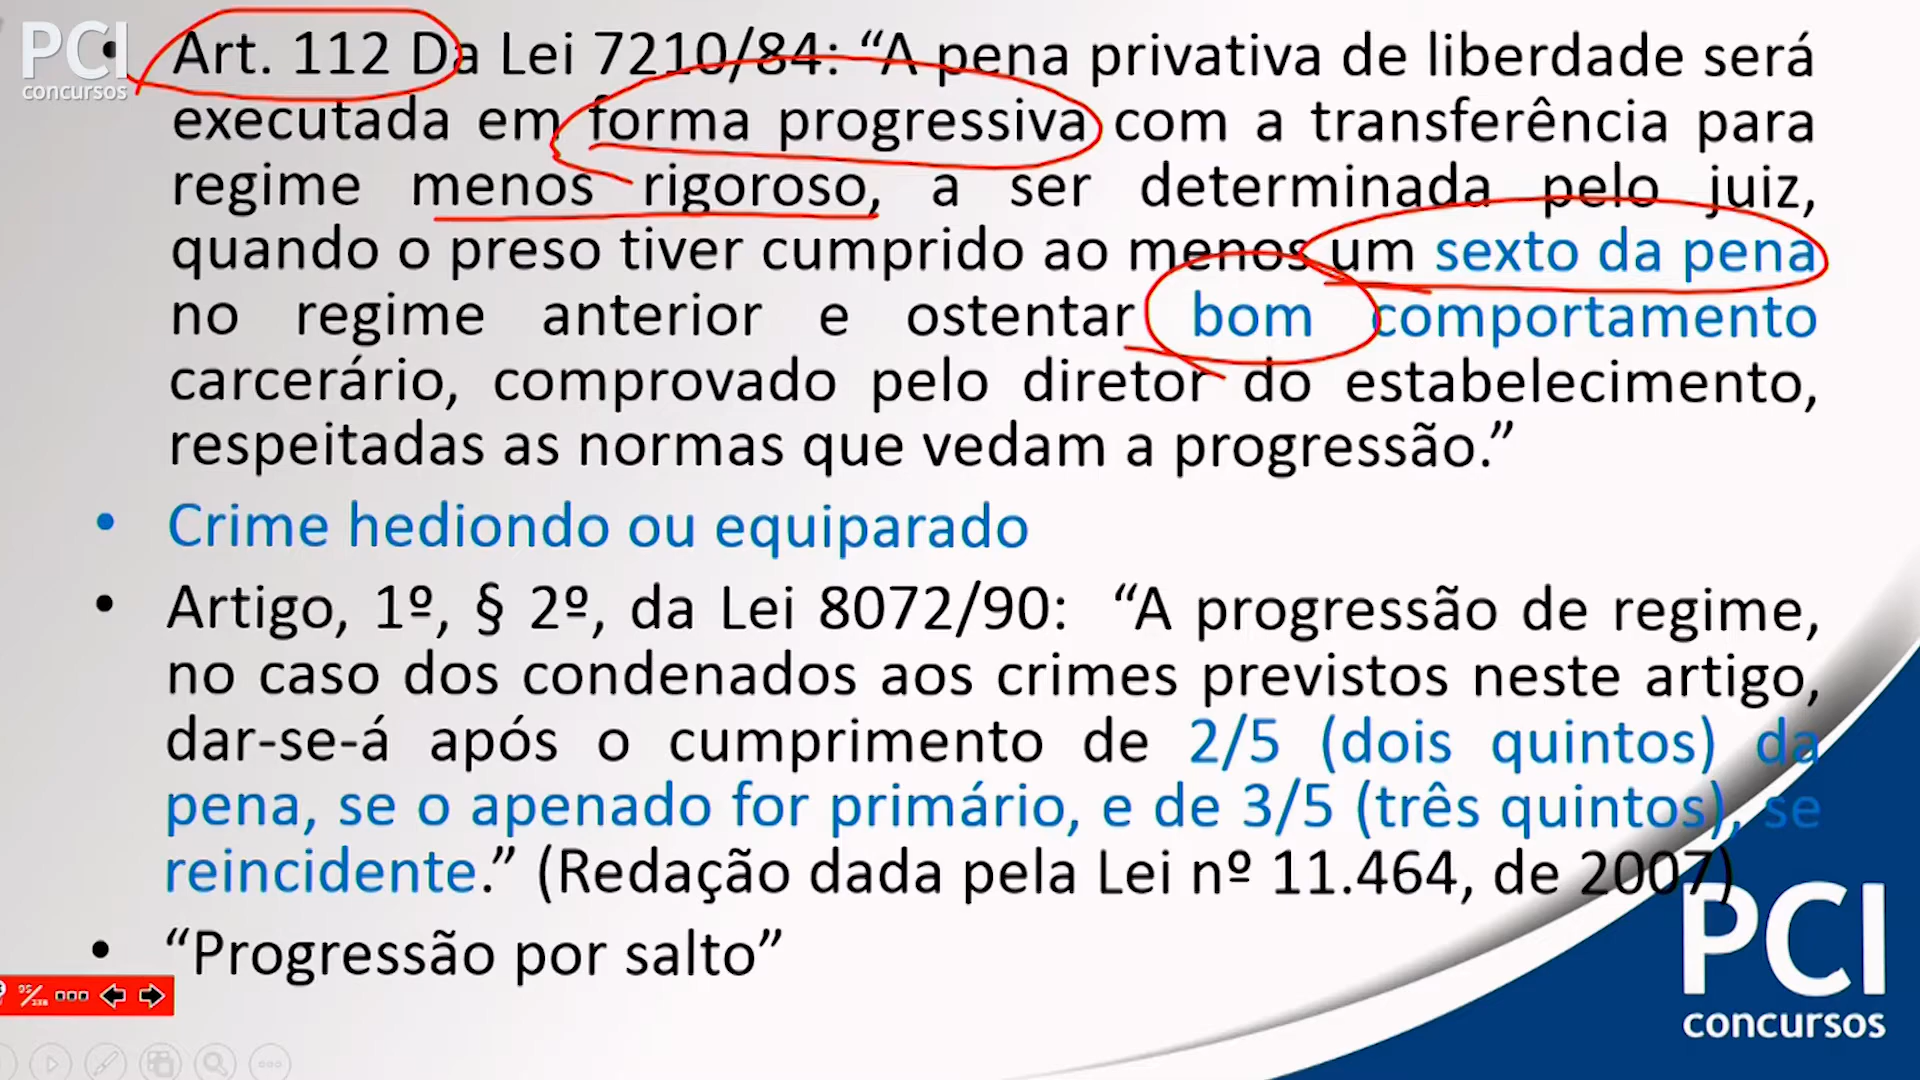 PCI
concursos
• Art. 112 Da Lei 7210/84: “A pena privativa de liberdade será
executada em forma progressiva com a transferência para
regime menos rigoroso, a ser determinada pelo juiz,
quando o preso tiver cumprido ao menos um sexto da pena
no regime anterior e ostentar bom comportamento
carcerário, comprovado pelo diretor do estabelecimento,
respeitadas as normas que vedam a progressão.”
• Crime hediondo ou equiparado
• Artigo, 1º, § 2º, da Lei 8072/90: “A progressão de regime,
no caso dos condenados aos crimes previstos neste artigo,
dar-se-á após o cumprimento de 2/5 (dois quintos) da
pena, se o apenado for primário, e de 3/5 (três quintos), se
reincidente.” (Redação dada pela Lei nº 11.464, de 2007)
• “Progressão por salto”
PCI
concursos